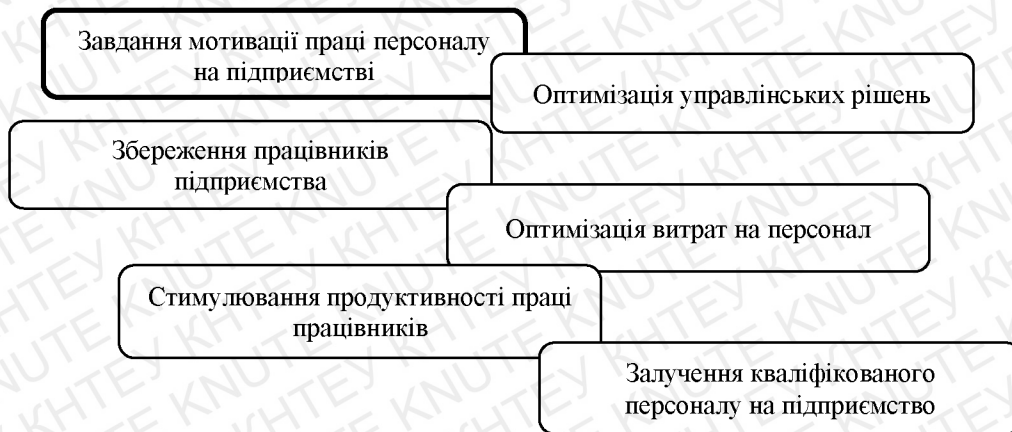 Завдання мотивації праці персоналу
на підприємстві
Оптимізація управлінських рішень
Збереження працівників
підприємства
Оптимізація витрат на персонал
Стимулювання продуктивності праці
працівників
Залучення кваліфікованого
персоналу на підприємство